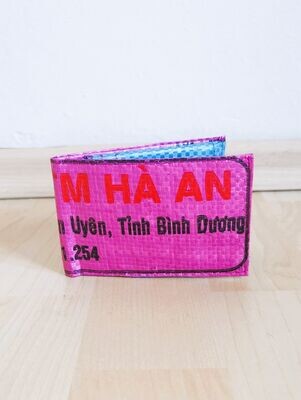 M HÀ AN
n Uyên, Tỉnh Bình Dương
.254